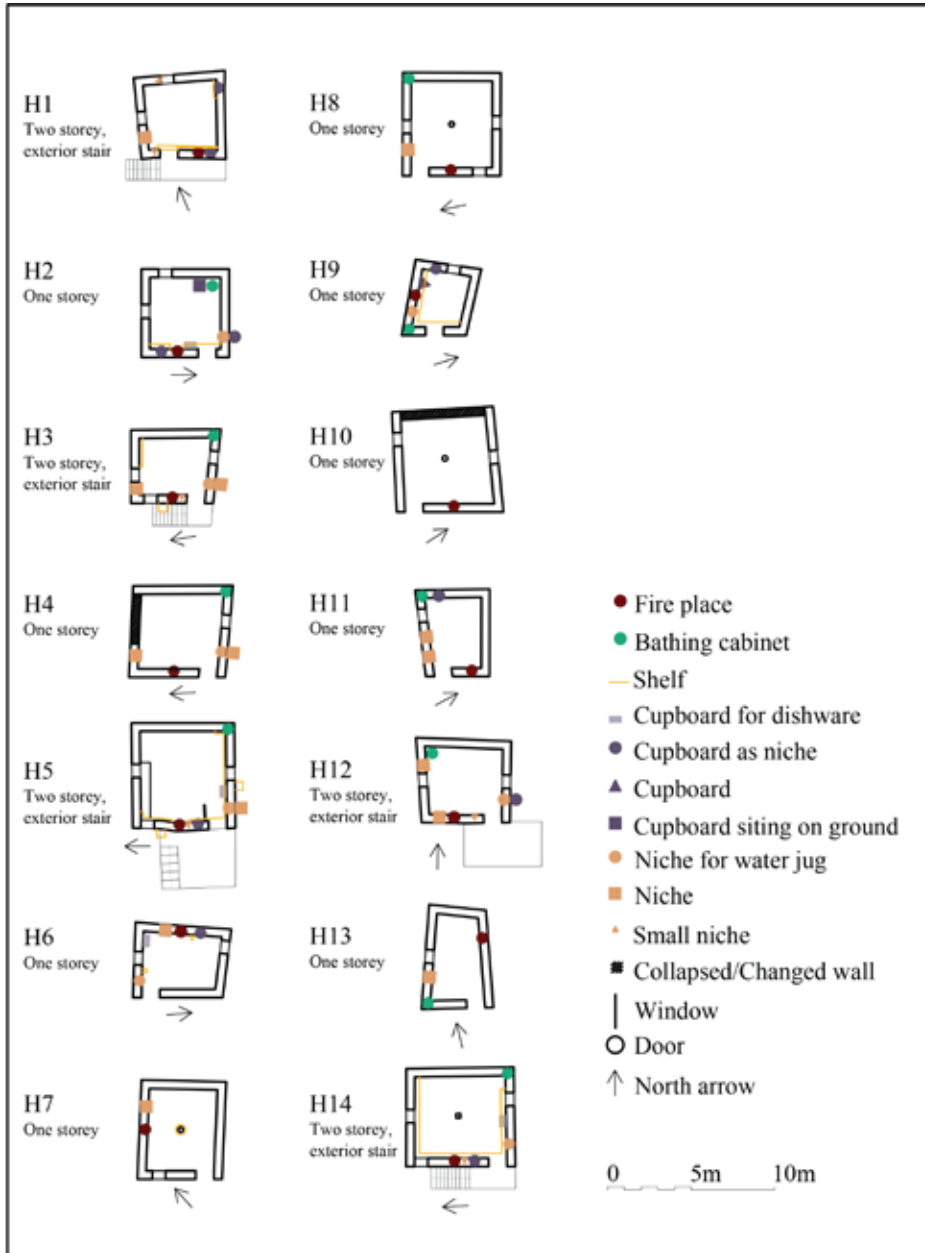 H1
Two storey,
exterior stair
H2
One storey
H3
Two storey,
exterior stair
H4
One storey
H5
Two storey,
exterior stair
H6
One storey
H7
One storey
H8
One storey
H9
One storey
H10
One storey
H11
One storey
H12
Two storey,
exterior stair
H13
One storey
H14
Two storey,
exterior stair
Fire place
Bathing cabinet
Shelf
Cupboard for dishware
Cupboard as niche
Cupboard
Cupboard siting on ground
Niche for water jug
Niche
Small niche
Collapsed/Changed wall
Window
Door
North arrow
0 5m 10m